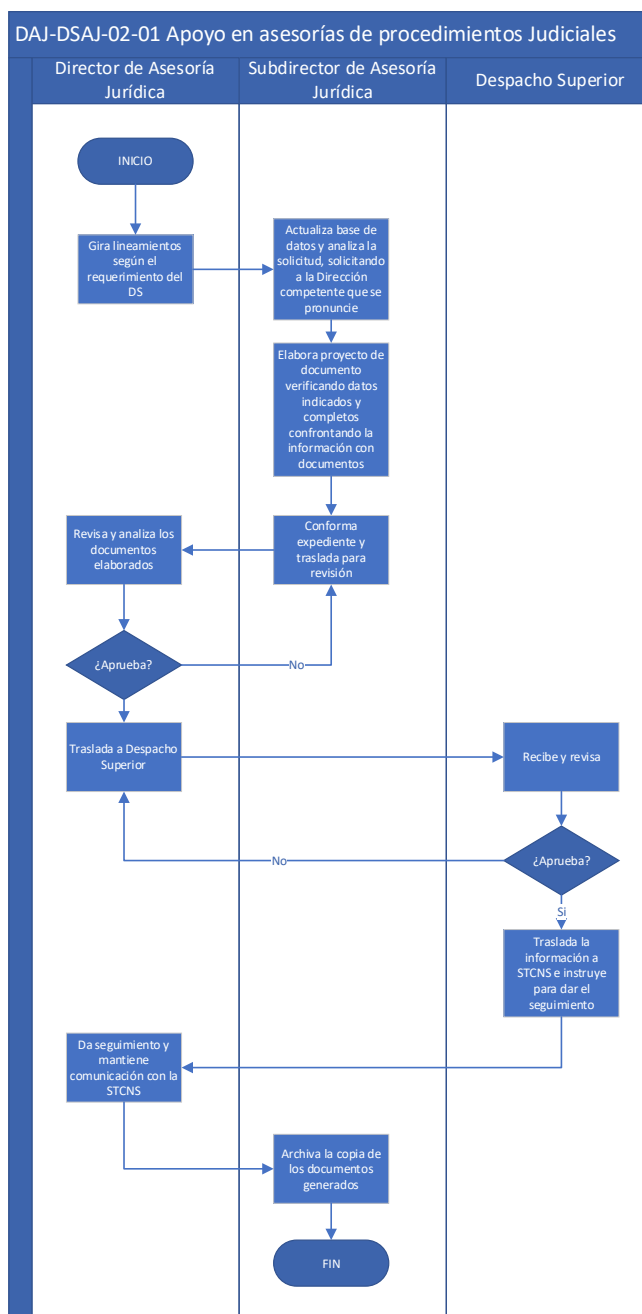 DAJ-DSAJ-02-01 Apoyo en asesorías de procedimientos Judiciales
Director de Asesoría
Jurídica
Subdirector de Asesoría
Jurídica
Despacho Superior
INICIO
Gira lineamientos
según el
requerimiento del
DS
Actualiza base de
datos y analiza la
solicitud, solicitando
a la Dirección
competente que se
pronuncie
Elabora proyecto de
documento
verificando datos
indicados y
completos
confrontando la
información con
documentos
Conforma
expediente y
traslada para
revisión
Revisa y analiza los
documentos
elaborados
¿Aprueba?
No
Traslada a Despacho
Superior
Recibe y revisa
¿Aprueba?
No
Si
Traslada la
información a
STCNS e instruye
para dar el
seguimiento
Da seguimiento y
mantiene
comunicación con la
STCNS
Archiva la copia de
los documentos
generados
FIN